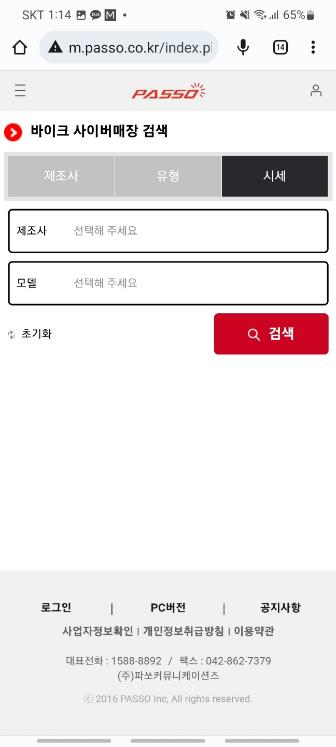 SKT 1:14 M • 65%
m.passo.co.kr/index.p 14
PASSO
바이크 사이버매장 검색
제조사 유형 시세
제조사 선택해 주세요
모델 선택해 주세요
초기화 검색
로그인 | PC버전 | 공지사항
사업자정보확인 | 개인정보취급방침 | 이용약관
대표전화 : 1588-8892 / 팩스 : 042-862-7379
(주)파쏘커뮤니케이션즈
ⓒ 2016 PASSO Inc, All rights reserved.